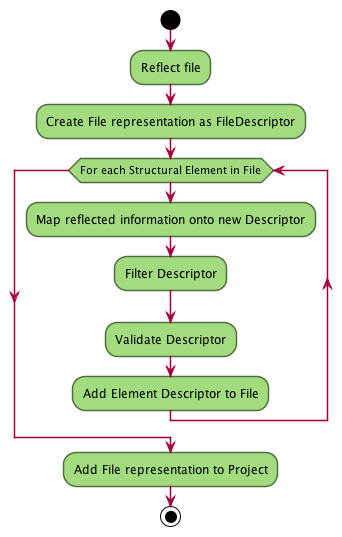 Reflect file
Create File representation as FileDescriptor
For each Structural Element in File
Map reflected information onto new Descriptor
Filter Descriptor
Validate Descriptor
Add Element Descriptor to File
Add File representation to Project